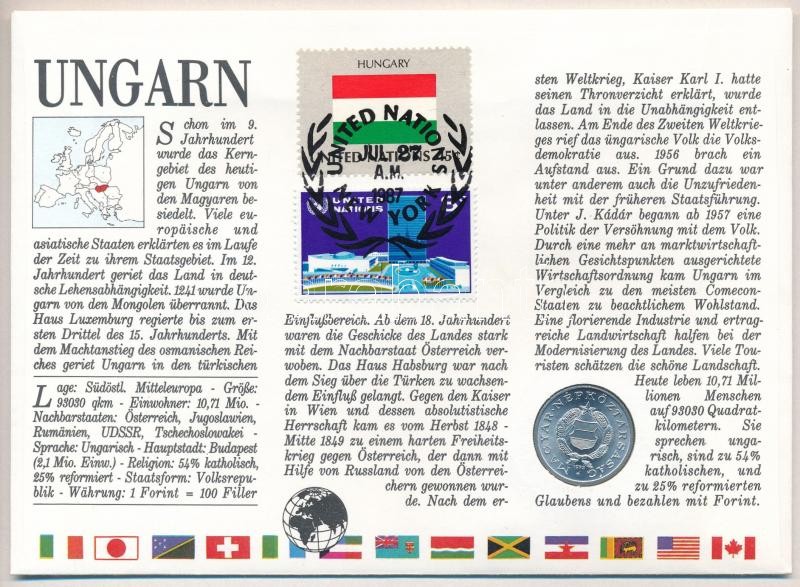 UNGARN
Schon im 9.
Jahrhundert
wurde das Kern-
gebiet des heuti-
gen Ungarn von
den Magyaren be-
siedelt. Viele eu-
ropäische und
asiatische Staaten erklärten es im Laufe
der Zeit zu ihrem Staatsgebiet. Im 12.
Jahrhundert geriet das Land in deut-
sche Lehensabhängigkeit. 1241 wurde Un-
garn von den Mongolen überrannt. Das
Haus Luxemburg regierte bis zum er-
sten Drittel des 15. Jahrhunderts. Mit
dem Machtanstieg des osmanischen Rei-
ches geriet Ungarn in den türkischen
Lage: Südöstl. Mitteleuropa - Größe:
93030 qkm - Einwohner: 10,71 Mio. -
Nachbarstaaten: Österreich, Jugoslawien,
Rumänien, UDSSR, Tschechoslowakei -
Sprache: Ungarisch - Hauptstadt: Budapest
(2,1 Mio. Einw.) - Religion: 54% katholisch,
25% reformiert - Staatsform: Volksrepu-
blik - Währung: 1 Forint = 100 Filler
HUNGARY
UNITED NATIONS
JUL 27
A.M.
1987
NEW YORK
UNITED
NATIONS
Einflußbereich. Ab dem 18. Jahrhundert
waren die Geschicke des Landes stark
mit dem Nachbarstaat Österreich ver-
woben. Das Haus Habsburg war nach
dem Sieg über die Türken zu wachsen-
dem Einfluß gelangt. Gegen den Kaiser
in Wien und dessen absolutistische
Herrschaft kam es vom Herbst 1848 -
Mitte 1849 zu einem harten Freiheits-
krieg gegen Österreich, der dann mit
Hilfe von Russland von den Österrei-
chern gewonnen wur-
de. Nach dem er-
sten Weltkrieg, Kaiser Karl I. hatte
seinen Thronverzicht erklärt, wurde
das Land in die Unabhängigkeit ent-
lassen. Am Ende des Zweiten Weltkrie-
ges rief das üngarische Volk die Volks-
demokratie aus. 1956 brach ein
Aufstand aus. Ein Grund dazu war
unter anderem auch die Unzufrieden-
heit mit der früheren Staatsführung.
Unter J. Kádár begann ab 1957 eine
Politik der Versöhnung mit dem Volk.
Durch eine mehr an marktwirtschaft-
lichen Gesichtspunkten ausgerichtete
Wirtschaftsordnung kam Ungarn im
Vergleich zu den meisten Comecon-
Staaten zu beachtlichem Wohlstand.
Eine florierende Industrie und ertrag-
reiche Landwirtschaft halfen bei der
Modernisierung des Landes. Viele Tou-
risten schätzen die schöne Landschaft.
Heute leben 10,71 Mil-
lionen Menschen
auf 93030 Quadrat-
kilometern. Sie
sprechen unga-
risch, sind zu 54%
katholischen, und
zu 25% reformierten
Glaubens und bezahlen mit Forint.
MAGYAR NÉPKÖZTÁRSASÁG